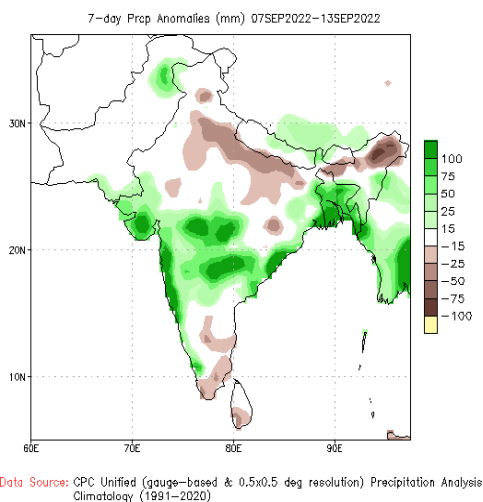 7-day Prcp Anomalies (mm) 07SEP2022-13SEP2022
30N
20N
10N
60E 70E 80E 90E
100
75
50
25
15
-15
-25
-50
-75
-100
Data Source: CPC Unified (gauge-based & 0.5x0.5 deg resolution) Precipitation Analysis
Climatology (1991-2020)